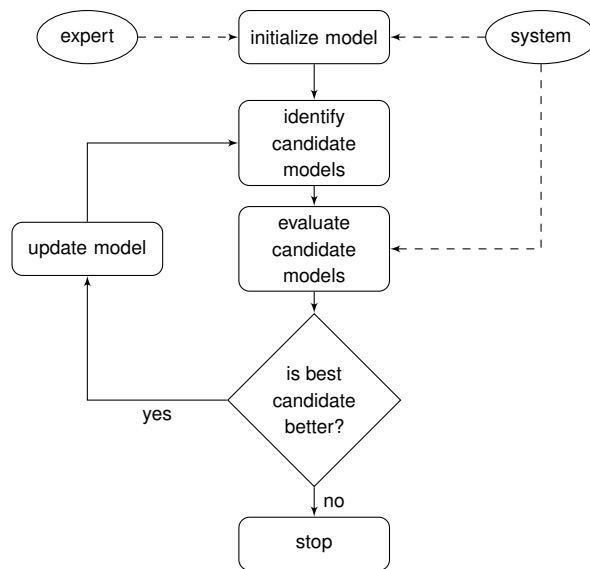 expert
initialize model
system
identify
candidate
models
update model
evaluate
candidate
models
is best
candidate
better?
yes
no
stop